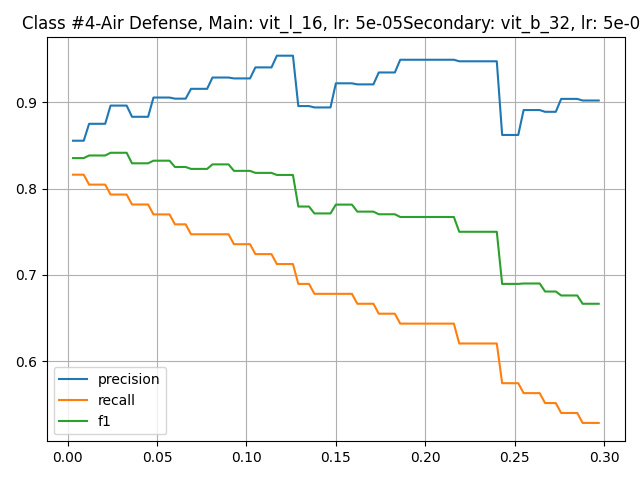 Class #4-Air Defense, Main: vit_l_16, lr: 5e-05Secondary: vit_b_32, lr: 5e-0
0.9
0.8
0.7
0.6
precision
recall
f1
0.00 0.05 0.10 0.15 0.20 0.25 0.30